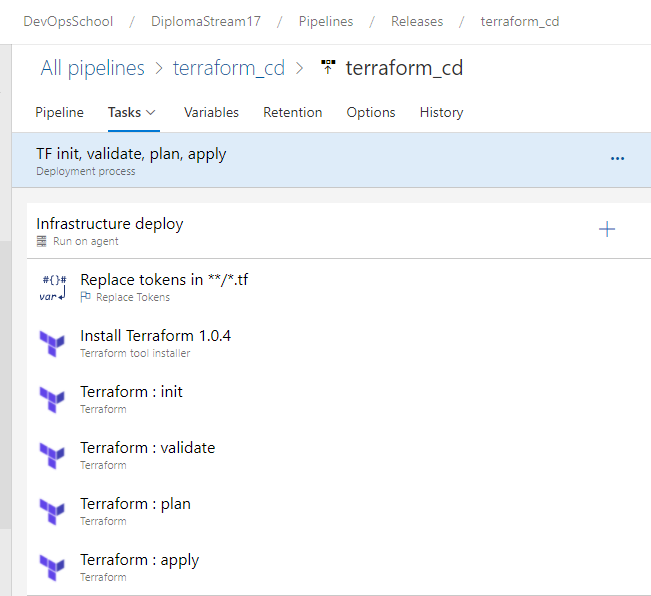 DevOpsSchool / DiplomaStream17 / Pipelines / Releases / terraform_cd
All pipelines > terraform_cd > terraform_cd
Pipeline Tasks Variables Retention Options History
TF init, validate, plan, apply
Deployment process
Infrastructure deploy
Run on agent
#{}#
var
Replace tokens in **/*.tf
Replace Tokens
Install Terraform 1.0.4
Terraform tool installer
Terraform : init
Terraform
Terraform : validate
Terraform
Terraform : plan
Terraform
Terraform : apply
Terraform